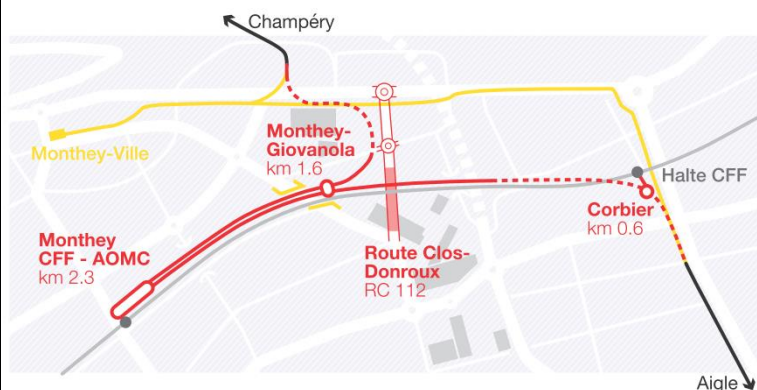 Champéry
Monthey-Ville
Monthey-
Giovanola
km 1.6
Halte CFF
Corbier
km 0.6
Monthey
CFF - AOMC
km 2.3
Route Clos-
Donroux
RC 112
Aigle